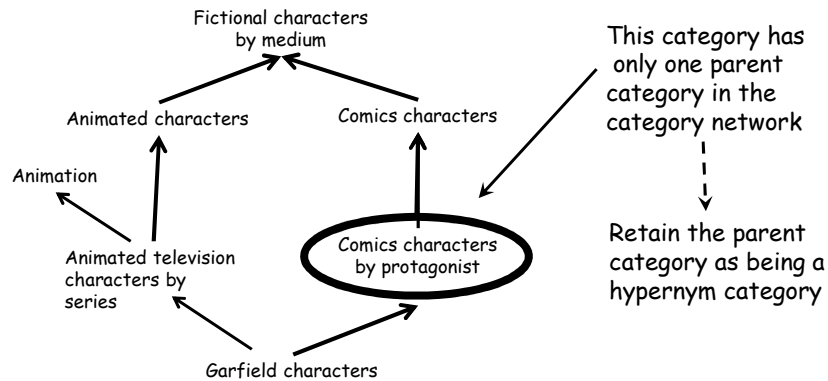 Fictional characters
by medium
This category has
only one parent
category in the
category network
Animated characters
Comics characters
Animation
Animated television
characters by
series
Comics characters
by protagonist
Retain the parent
category as being a
hypernym category
Garfield characters